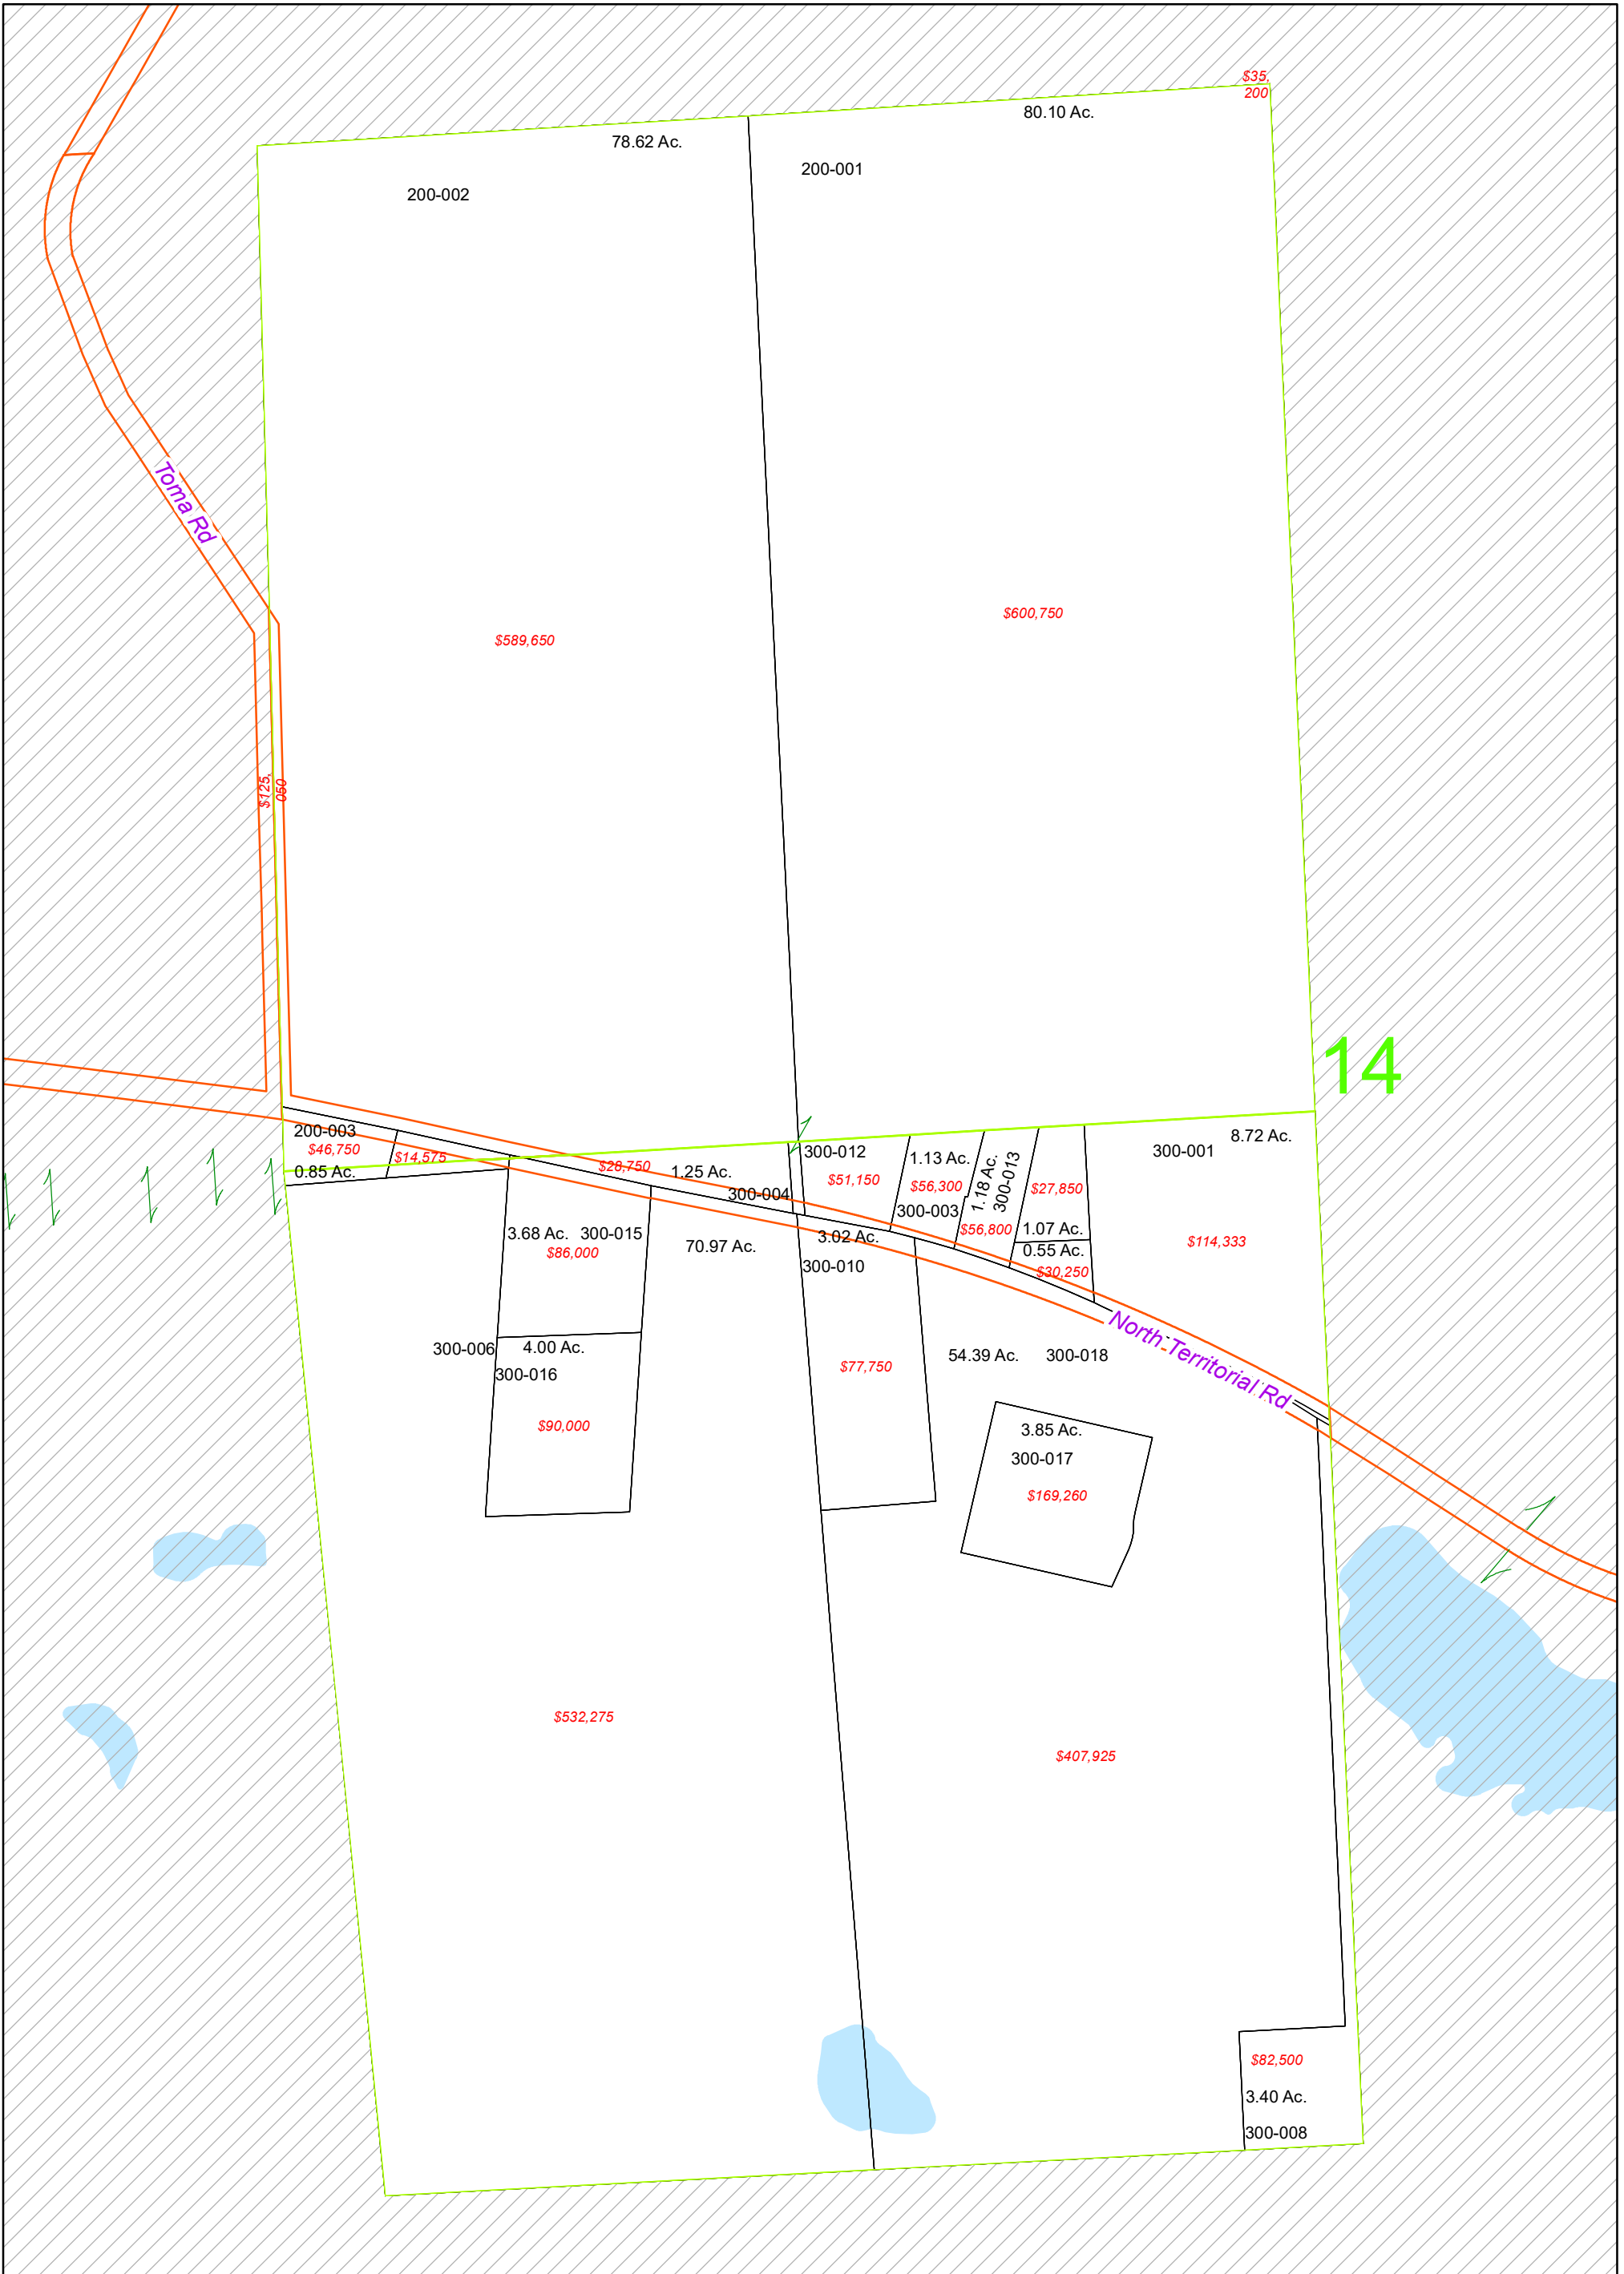 $35,
200
80.10 Ac.
78.62 Ac.
200-001
200-002
Toma Rd
$600,750
$589,650
$125,
050
14
200-003
$46,750
$14,575
0.85 Ac.
$28,750
1.25 Ac.
300-004
300-012
$51,150
1.13 Ac.
$56,300
300-003
1.18 Ac.
300-013
$56,800
$27,850
1.07 Ac.
0.55 Ac.
$30,250
8.72 Ac.
300-001
$114,333
3.68 Ac.
300-015
$86,000
70.97 Ac.
3.02 Ac.
300-010
North Territorial Rd
300-006
4.00 Ac.
300-016
$90,000
$77,750
54.39 Ac.
300-018
3.85 Ac.
300-017
$169,260
$532,275
$407,925
$82,500
3.40 Ac.
300-008